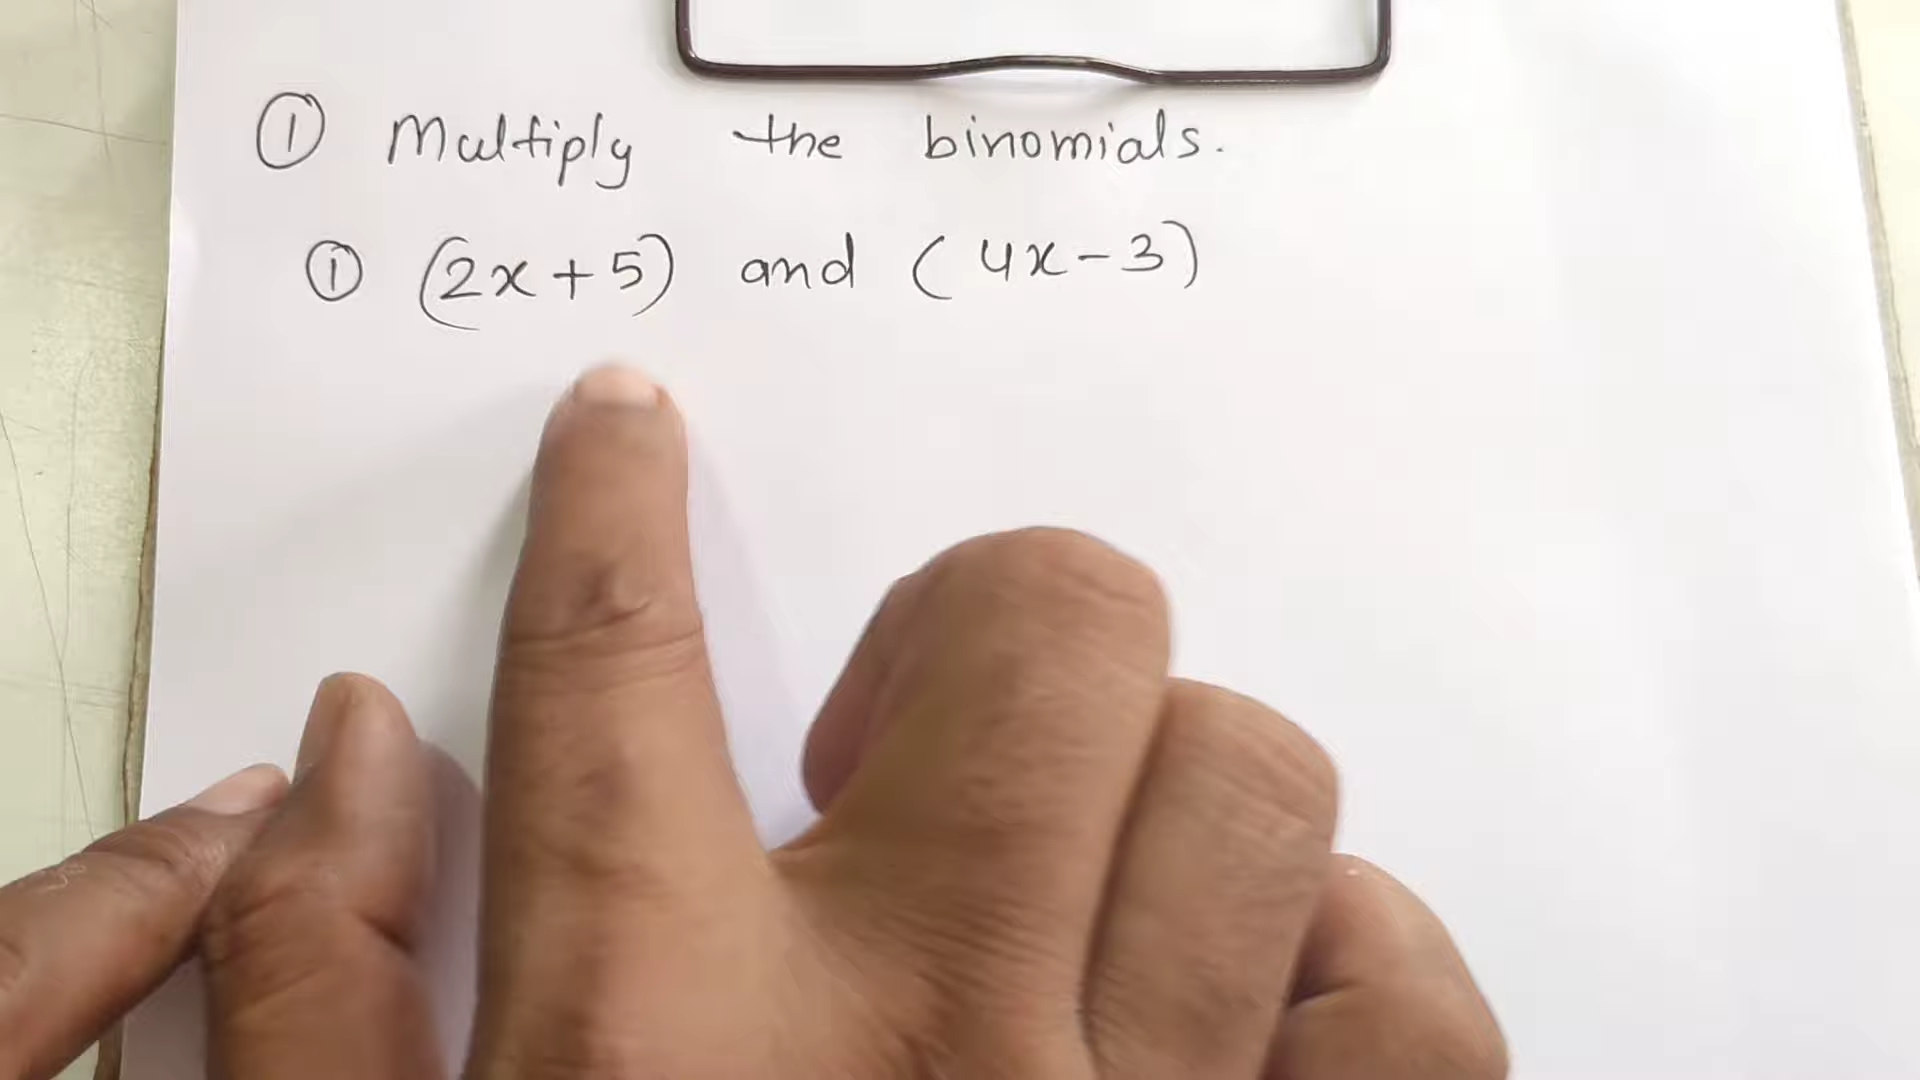 ① Multiply the binomials.
① (2x+5) and (4x-3)